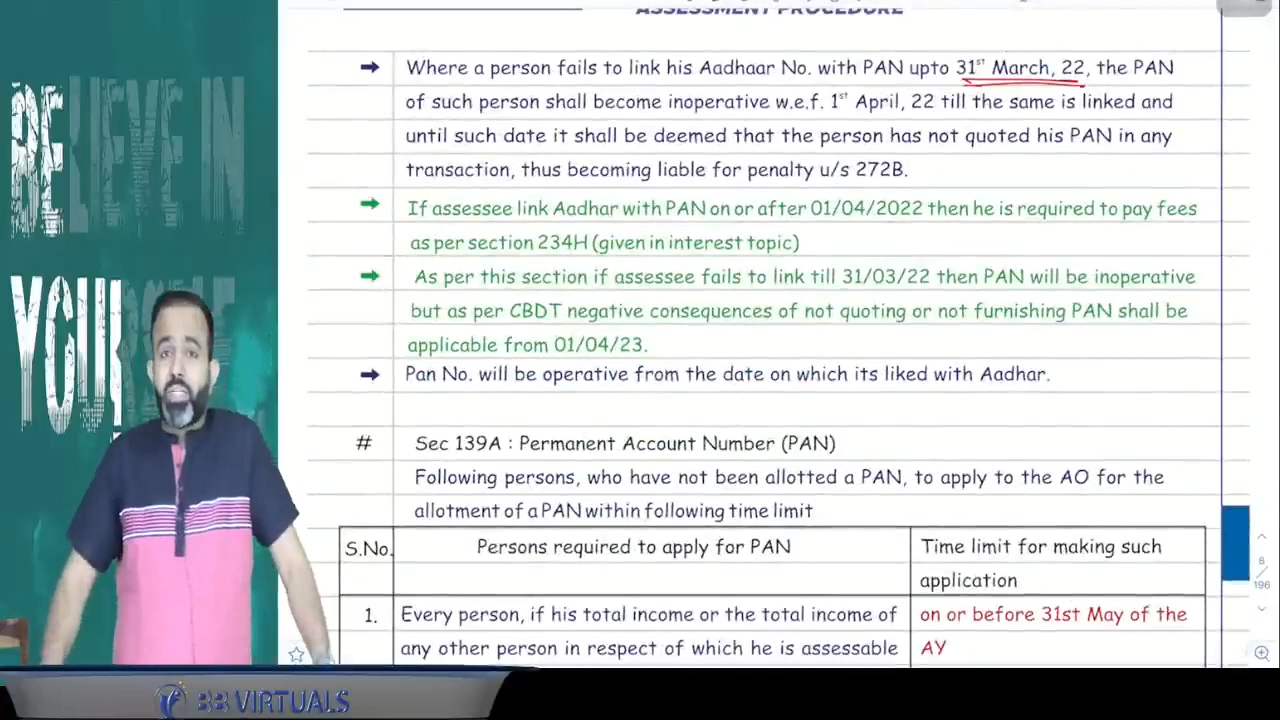 ASSESSMENT PROCEDURE
BELIEVE IN
YOURSELF
→ Where a person fails to link his Aadhaar No. with PAN upto 31st March, 22, the PAN
of such person shall become inoperative w.e.f. 1st April, 22 till the same is linked and
until such date it shall be deemed that the person has not quoted his PAN in any
transaction, thus becoming liable for penalty u/s 272B.
→ If assessee link Aadhar with PAN on or after 01/04/2022 then he is required to pay fees
as per section 234H (given in interest topic)
→ As per this section if assessee fails to link till 31/03/22 then PAN will be inoperative
but as per CBDT negative consequences of not quoting or not furnishing PAN shall be
applicable from 01/04/23.
→ Pan No. will be operative from the date on which its liked with Aadhar.
# Sec 139A : Permanent Account Number (PAN)
Following persons, who have not been allotted a PAN, to apply to the AO for the
allotment of a PAN within following time limit
S.No. Persons required to apply for PAN Time limit for making such
application
1. Every person, if his total income or the total income of on or before 31st May of the
any other person in respect of which he is assessable AY
8
/
196
BB VIRTUALS